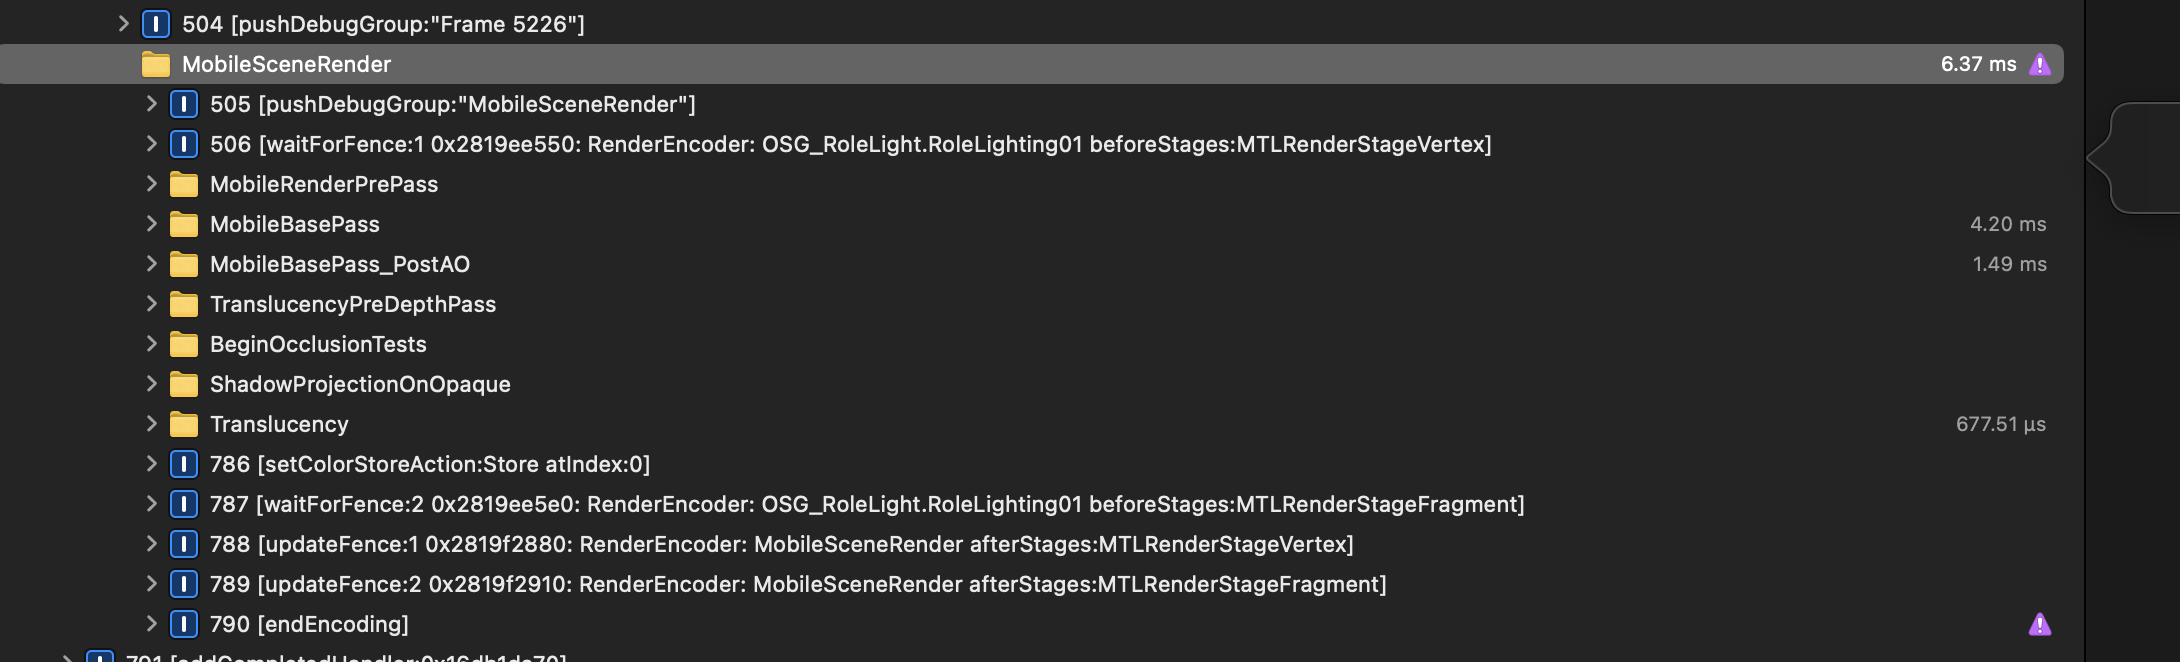 504 [pushDebugGroup:"Frame 5226"]
MobileSceneRender 6.37 ms
505 [pushDebugGroup:"MobileSceneRender"]
506 [waitForFence:1 0x2819ee550: RenderEncoder: OSG_RoleLight.RoleLighting01 beforeStages:MTLRenderStageVertex]
MobileRenderPrePass
MobileBasePass 4.20 ms
MobileBasePass_PostAO 1.49 ms
TranslucencyPreDepthPass
BeginOcclusionTests
ShadowProjectionOnOpaque
Translucency 677.51 µs
786 [setColorStoreAction:Store atIndex:0]
787 [waitForFence:2 0x2819ee5e0: RenderEncoder: OSG_RoleLight.RoleLighting01 beforeStages:MTLRenderStageFragment]
788 [updateFence:1 0x2819f2880: RenderEncoder: MobileSceneRender afterStages:MTLRenderStageVertex]
789 [updateFence:2 0x2819f2910: RenderEncoder: MobileSceneRender afterStages:MTLRenderStageFragment]
790 [endEncoding]